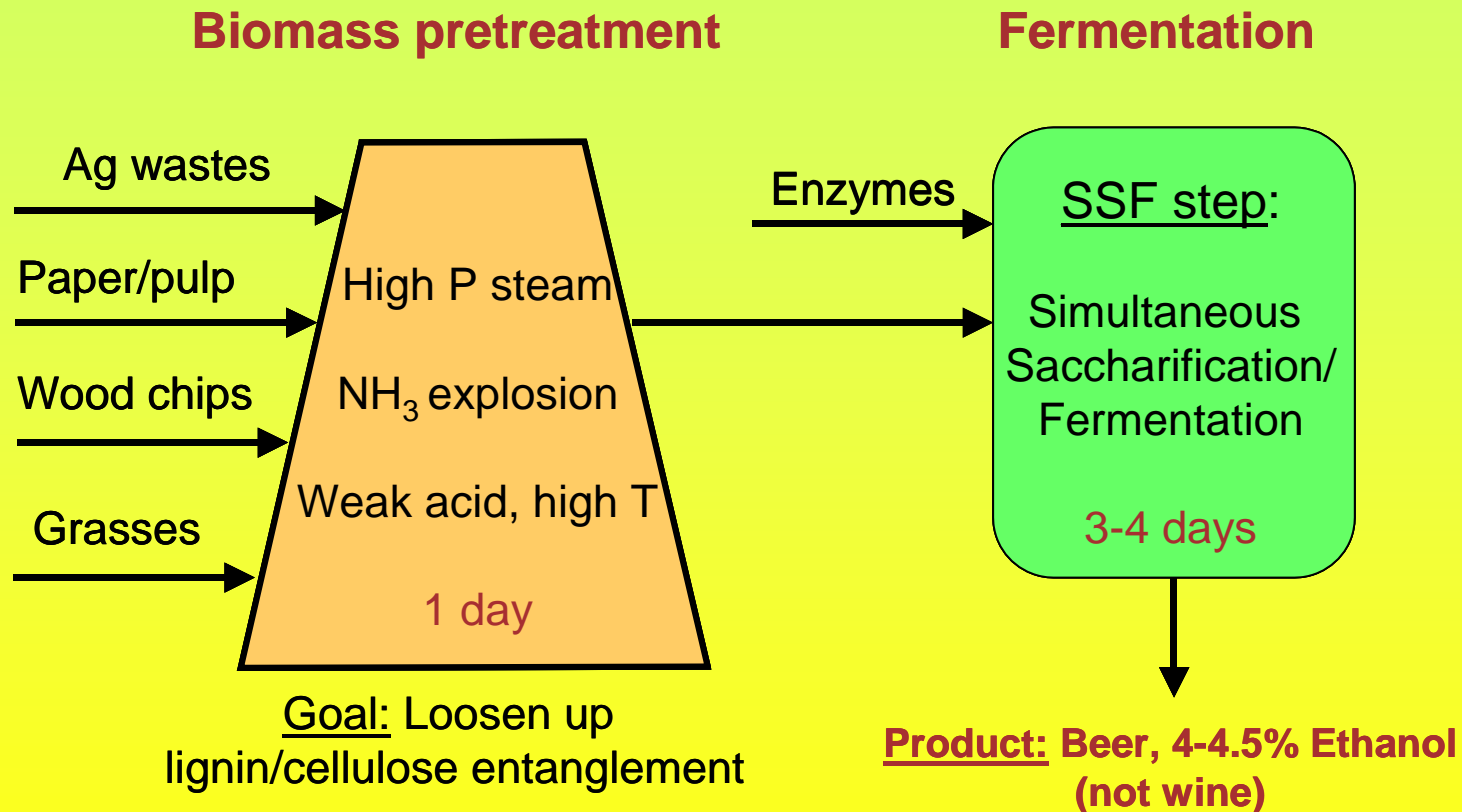 Biomass pretreatment
Fermentation
Ag wastes
Paper/pulp
Wood chips
Grasses
High P steam
NH₃ explosion
Weak acid, high T
1 day
Goal: Loosen up
lignin/cellulose entanglement
Enzymes
SSF step:
Simultaneous
Saccharification/
Fermentation
3-4 days
Product: Beer, 4-4.5% Ethanol
(not wine)